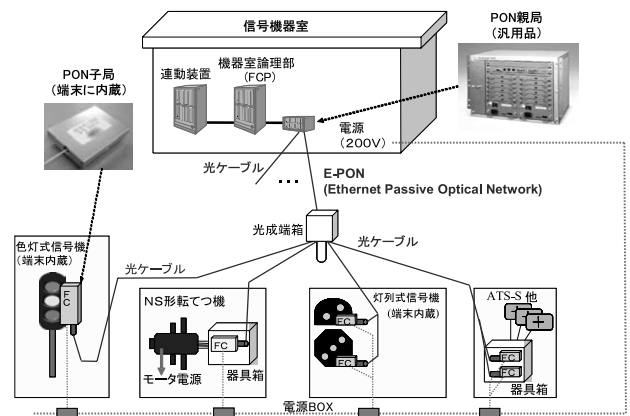 信号機器室
PON親局
(汎用品)
PON子局
(端末に内蔵)
連動装置
機器室論理部
(FCP)
電源
(200V)
光ケーブル
…
E-PON
(Ethernet Passive Optical Network)
光成端箱
光ケーブル
色灯式信号機
(端末内蔵)
光ケーブル
FC
NS形転てつ機
FC
モータ電源
器具箱
灯列式信号機
(端末内蔵)
FC
FC
ATS-S 他
FC
FC
器具箱
電源BOX